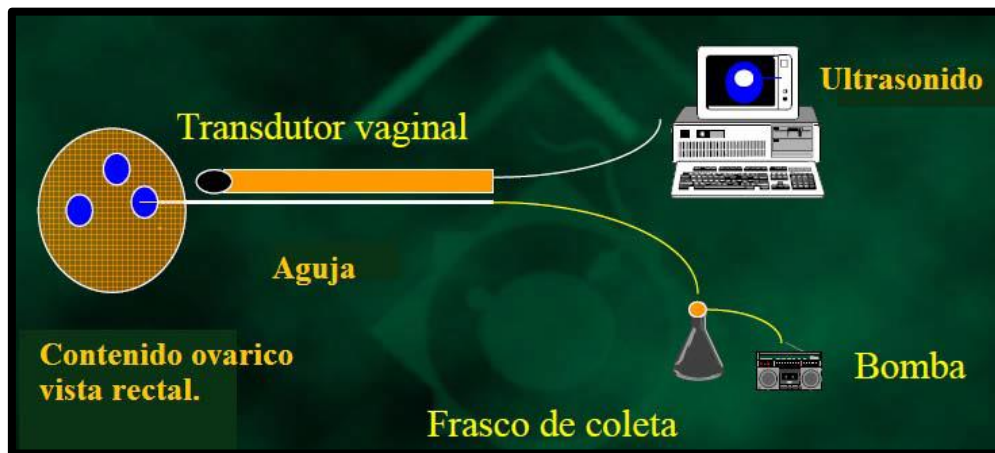 Ultrasonido
Transdutor vaginal
Aguja
Contenido ovarico
vista rectal.
Bomba
Frasco de coleta